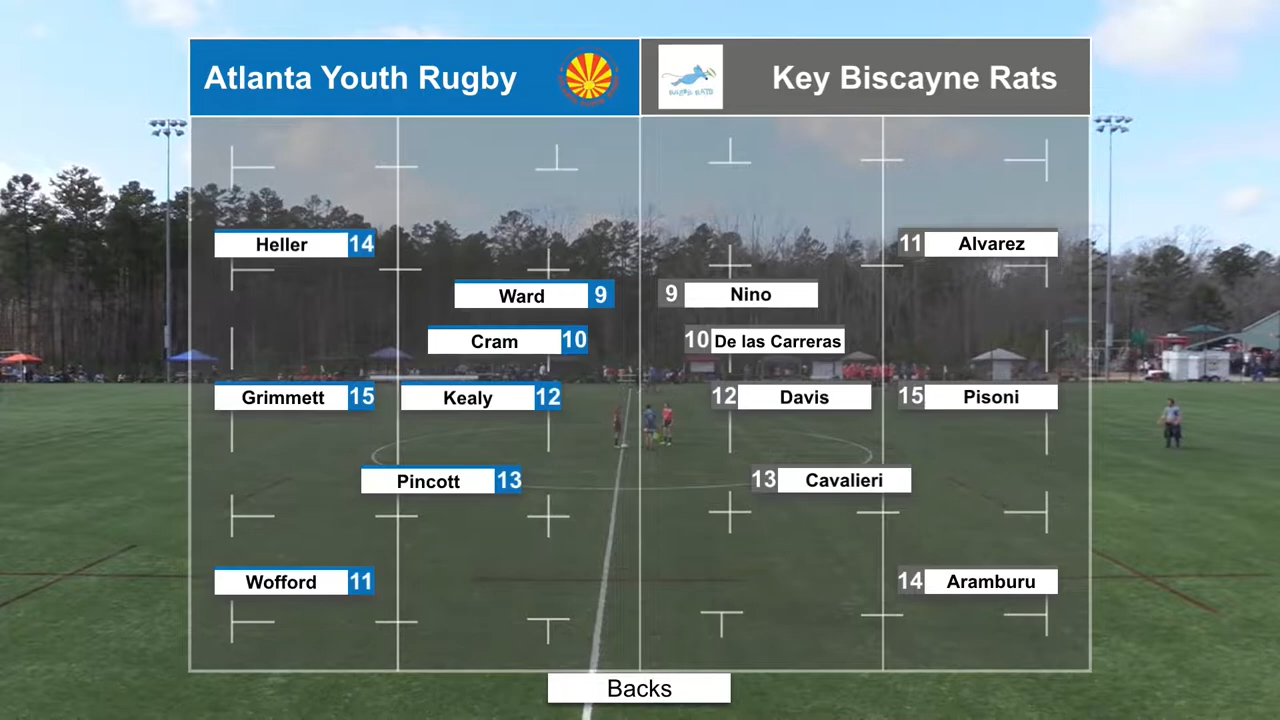 Atlanta Youth Rugby
Key Biscayne Rats
Heller 14
11 Alvarez
Ward 9
9 Nino
Cram 10
10 De las Carreras
Grimmett 15
Kealy 12
12 Davis
15 Pisoni
Pincott 13
13 Cavalieri
Wofford 11
14 Aramburu
Backs